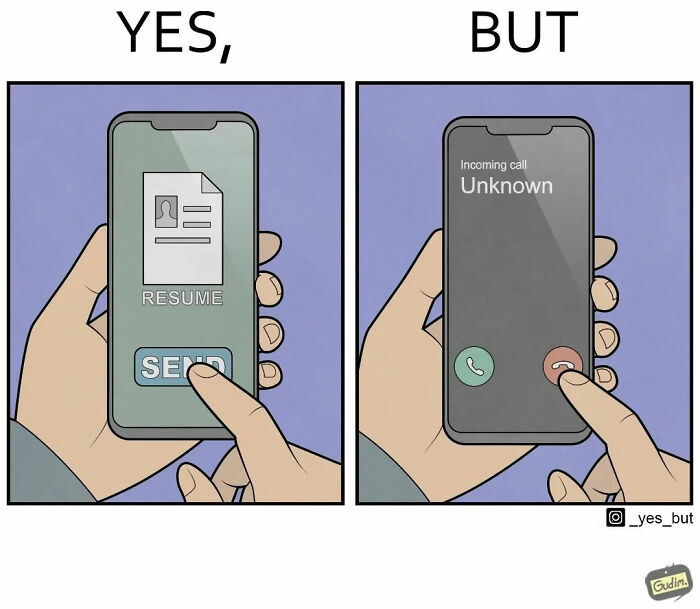 YES,
BUT
RESUME
SEND
Incoming call
Unknown
_yes_but
Gudim.